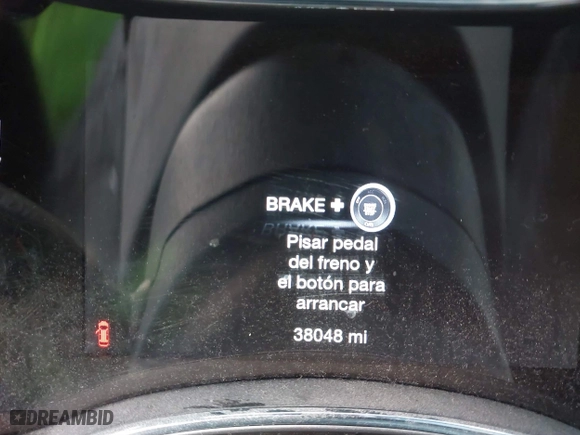 BRAKE +
Pisar pedal
del freno y
el botón para
arrancar
38048 mi
DREAMBID